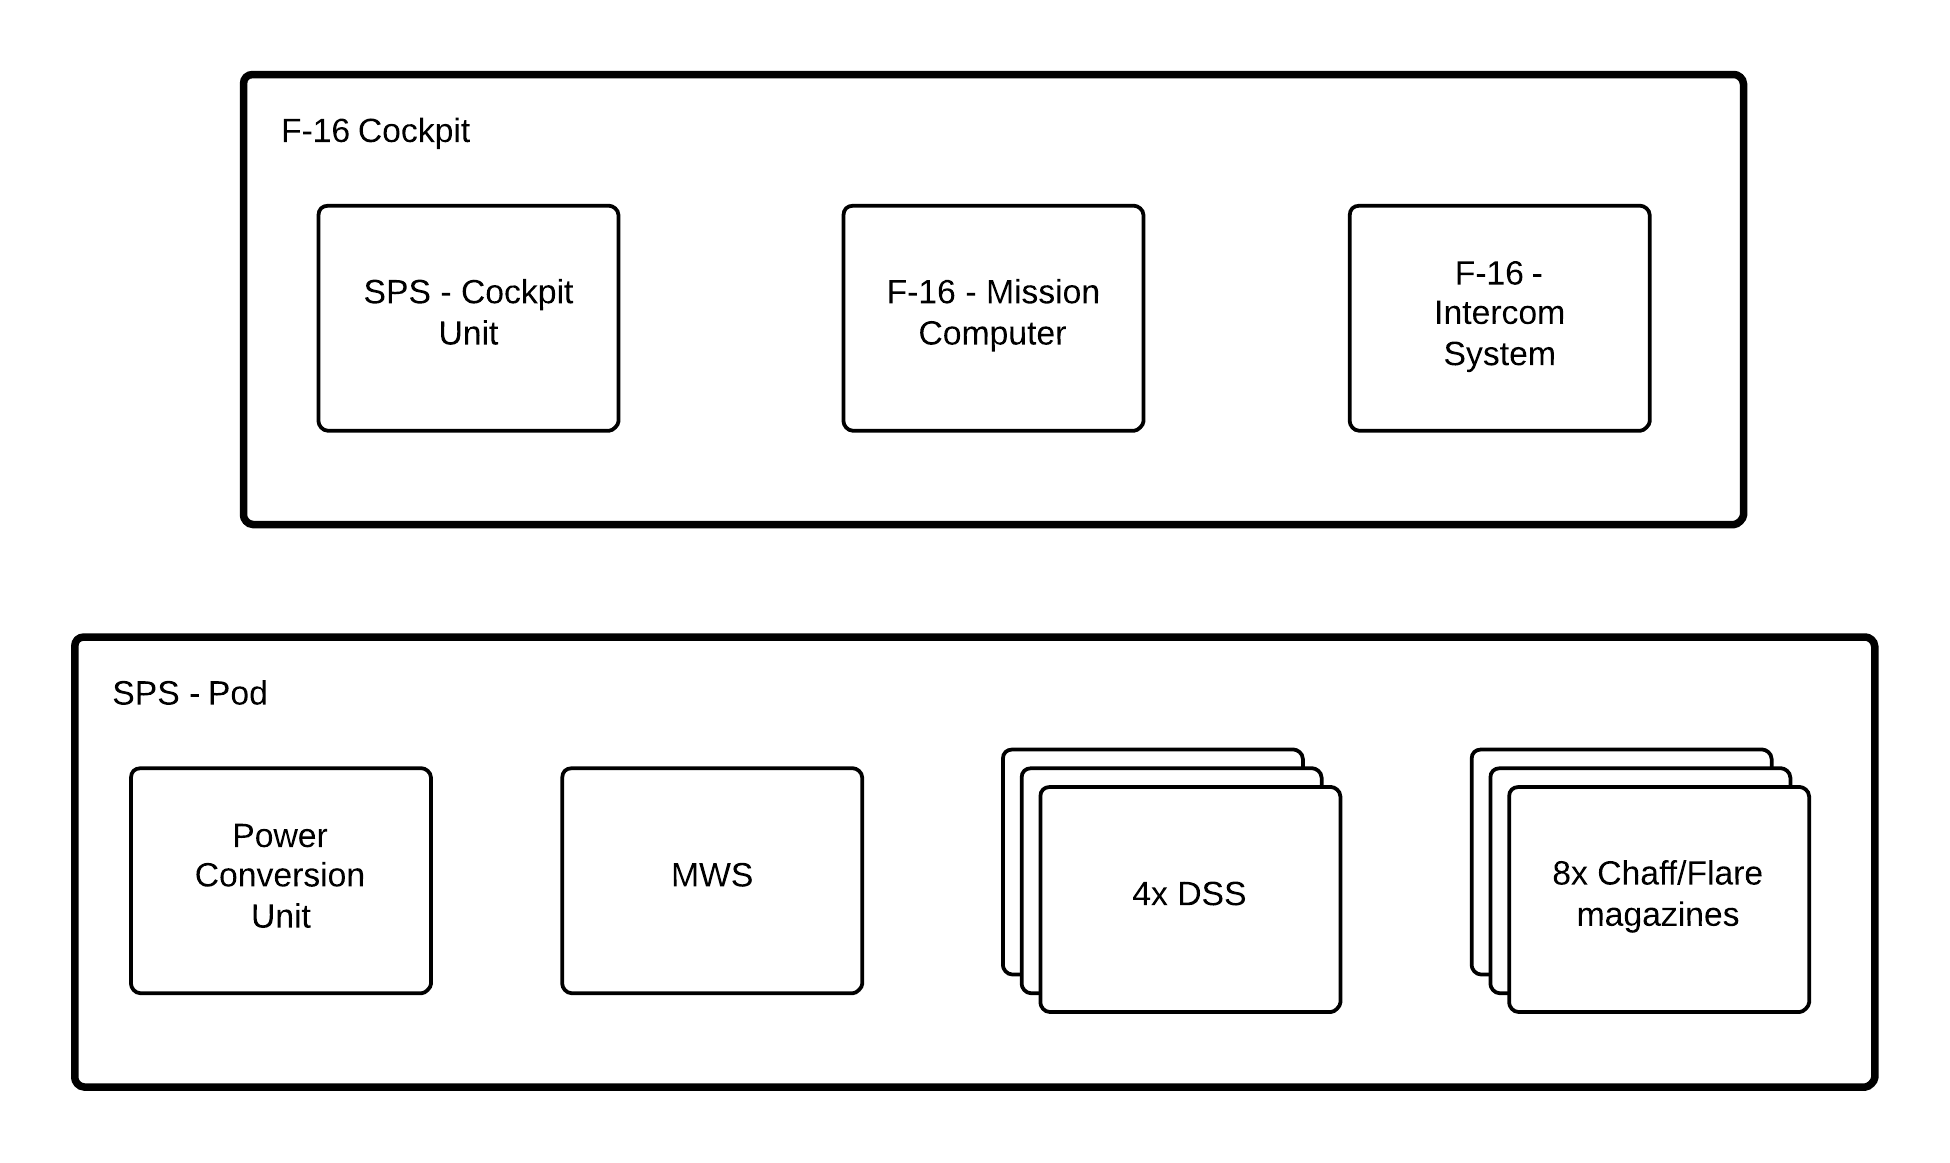 F-16 Cockpit
SPS - Cockpit
Unit
F-16 - Mission
Computer
F-16 -
Intercom
System
SPS - Pod
Power
Conversion
Unit
MWS
4x DSS
8x Chaff/Flare
magazines